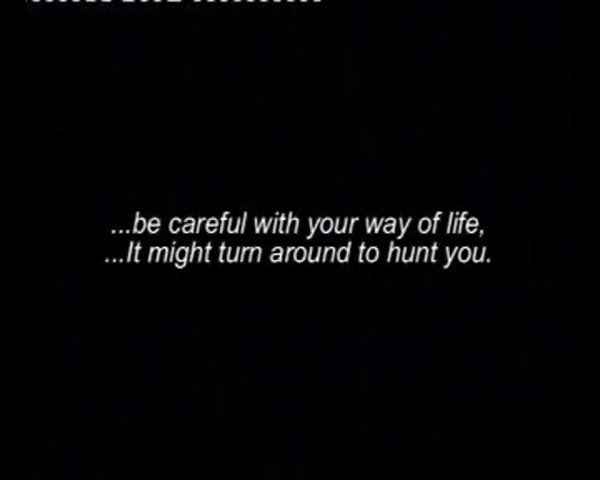 ...be careful with your way of life,
...It might turn around to hunt you.